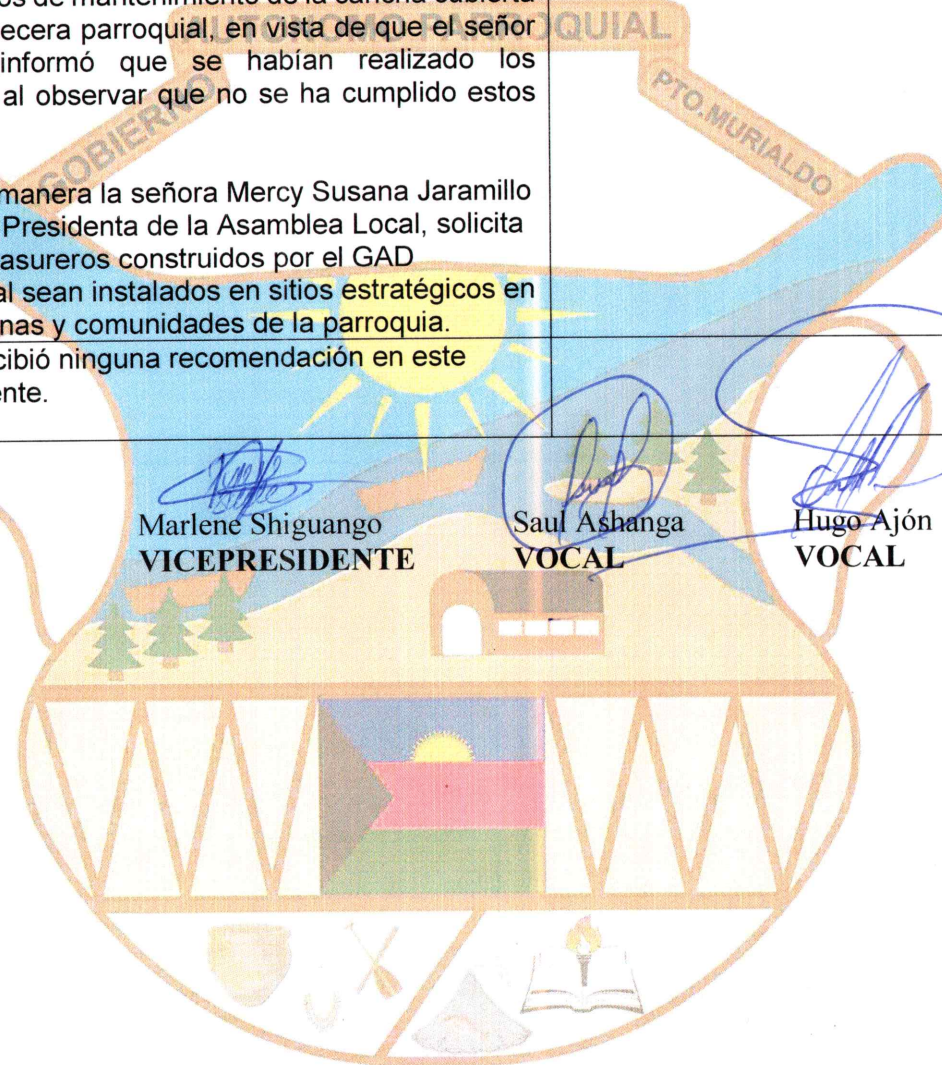 os de mantenimiento de la cancha cubierta
ecera parroquial, en vista de que el señor
informó que se habían realizado los
al observar que no se ha cumplido estos
manera la señora Mercy Susana Jaramillo
Presidenta de la Asamblea Local, solicita
asureros construidos por el GAD
al sean instalados en sitios estratégicos en
nas y comunidades de la parroquia.
cibió ninguna recomendación en este
nte.
GOBIERNO
AUTONOMO PARROQUIAL
PTO.MURIALDO
Marlene Shiguango
VICEPRESIDENTE
Saul Ashanga
VOCAL
Hugo Ajón
VOCAL